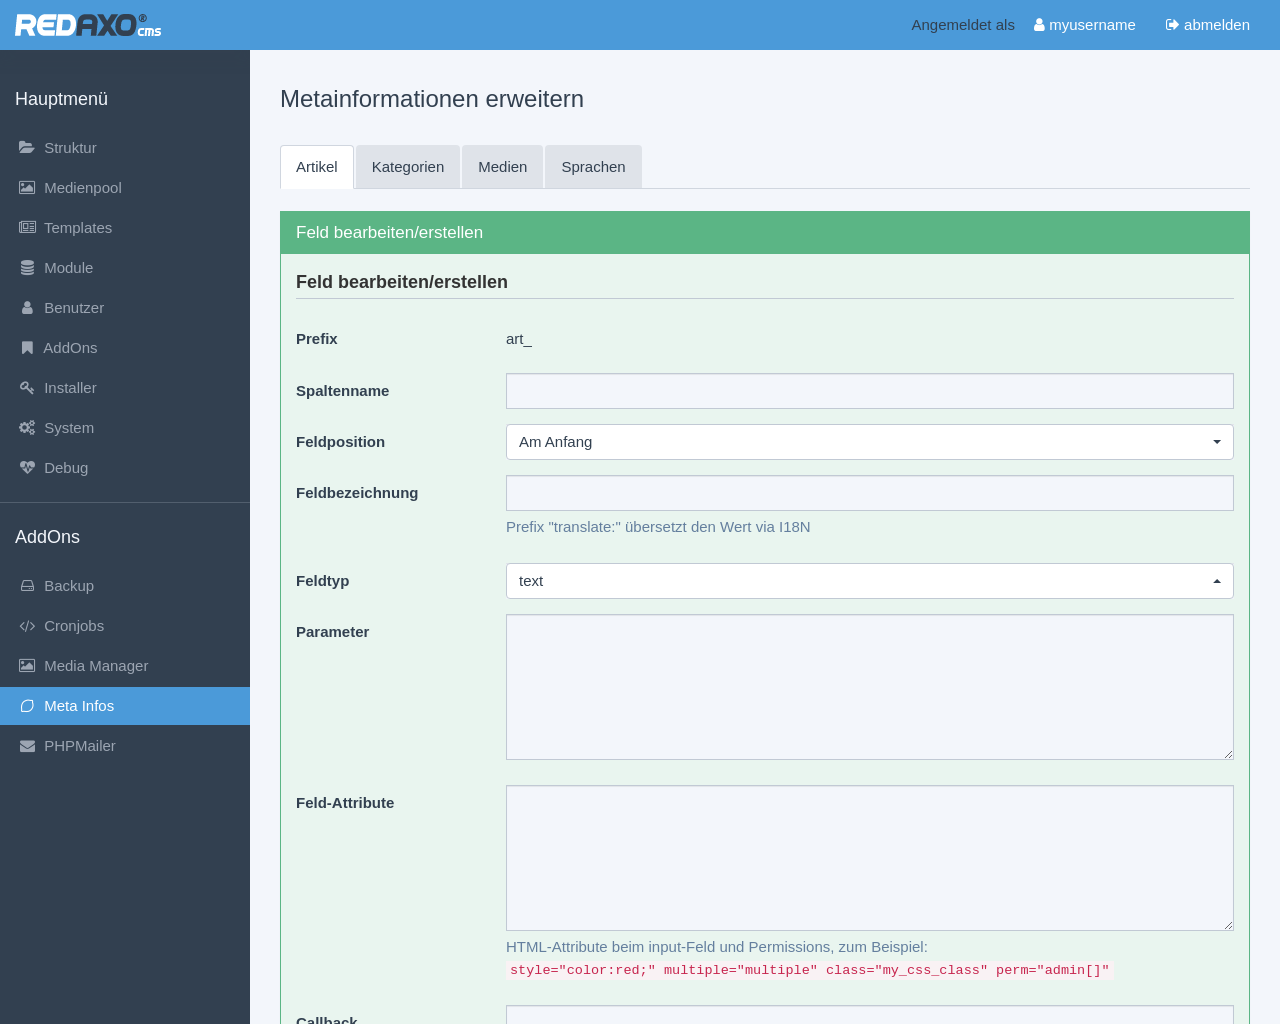 REDAXO® cms
Angemeldet als myusername abmelden
Hauptmenü
Struktur
Medienpool
Templates
Module
Benutzer
AddOns
Installer
System
Debug
AddOns
Backup
Cronjobs
Media Manager
Meta Infos
PHPMailer
Metainformationen erweitern
Artikel Kategorien Medien Sprachen
Feld bearbeiten/erstellen
Feld bearbeiten/erstellen
Prefix art_
Spaltenname
Feldposition Am Anfang
Feldbezeichnung
Prefix "translate:" übersetzt den Wert via I18N
Feldtyp text
Parameter
Feld-Attribute
HTML-Attribute beim input-Feld und Permissions, zum Beispiel:
style="color:red;" multiple="multiple" class="my_css_class" perm="admin[]"
Callback